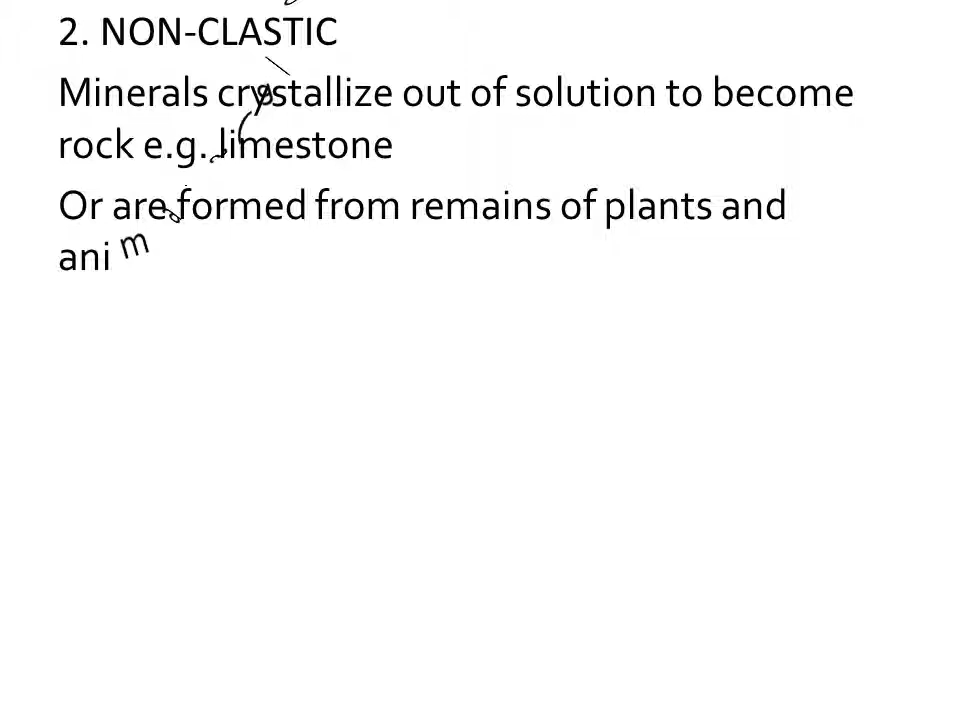 2. NON-CLASTIC
Minerals crystallize out of solution to become
rock e.g. limestone
Or are formed from remains of plants and
anim